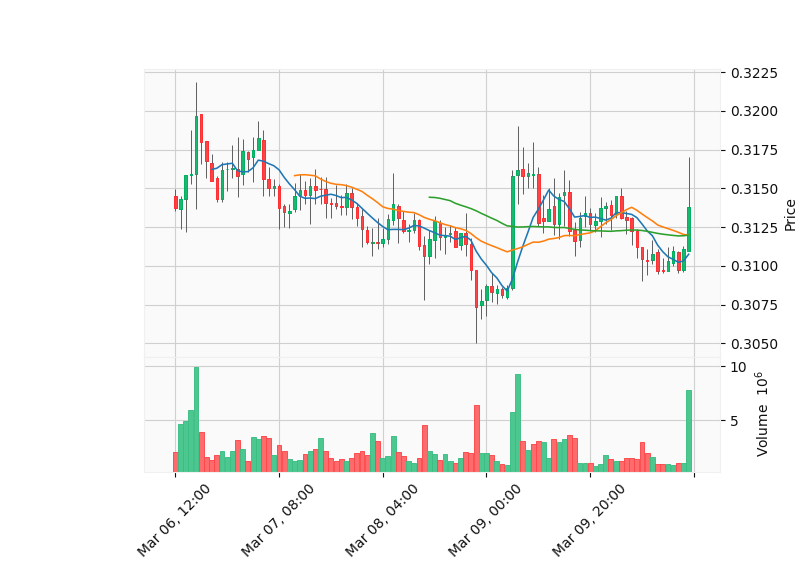 0.3225
0.3200
0.3175
0.3150
0.3125
0.3100
0.3075
0.3050
Price
10
5
Volume 10⁶
Mar 06, 12:00
Mar 07, 08:00
Mar 08, 04:00
Mar 09, 00:00
Mar 09, 20:00